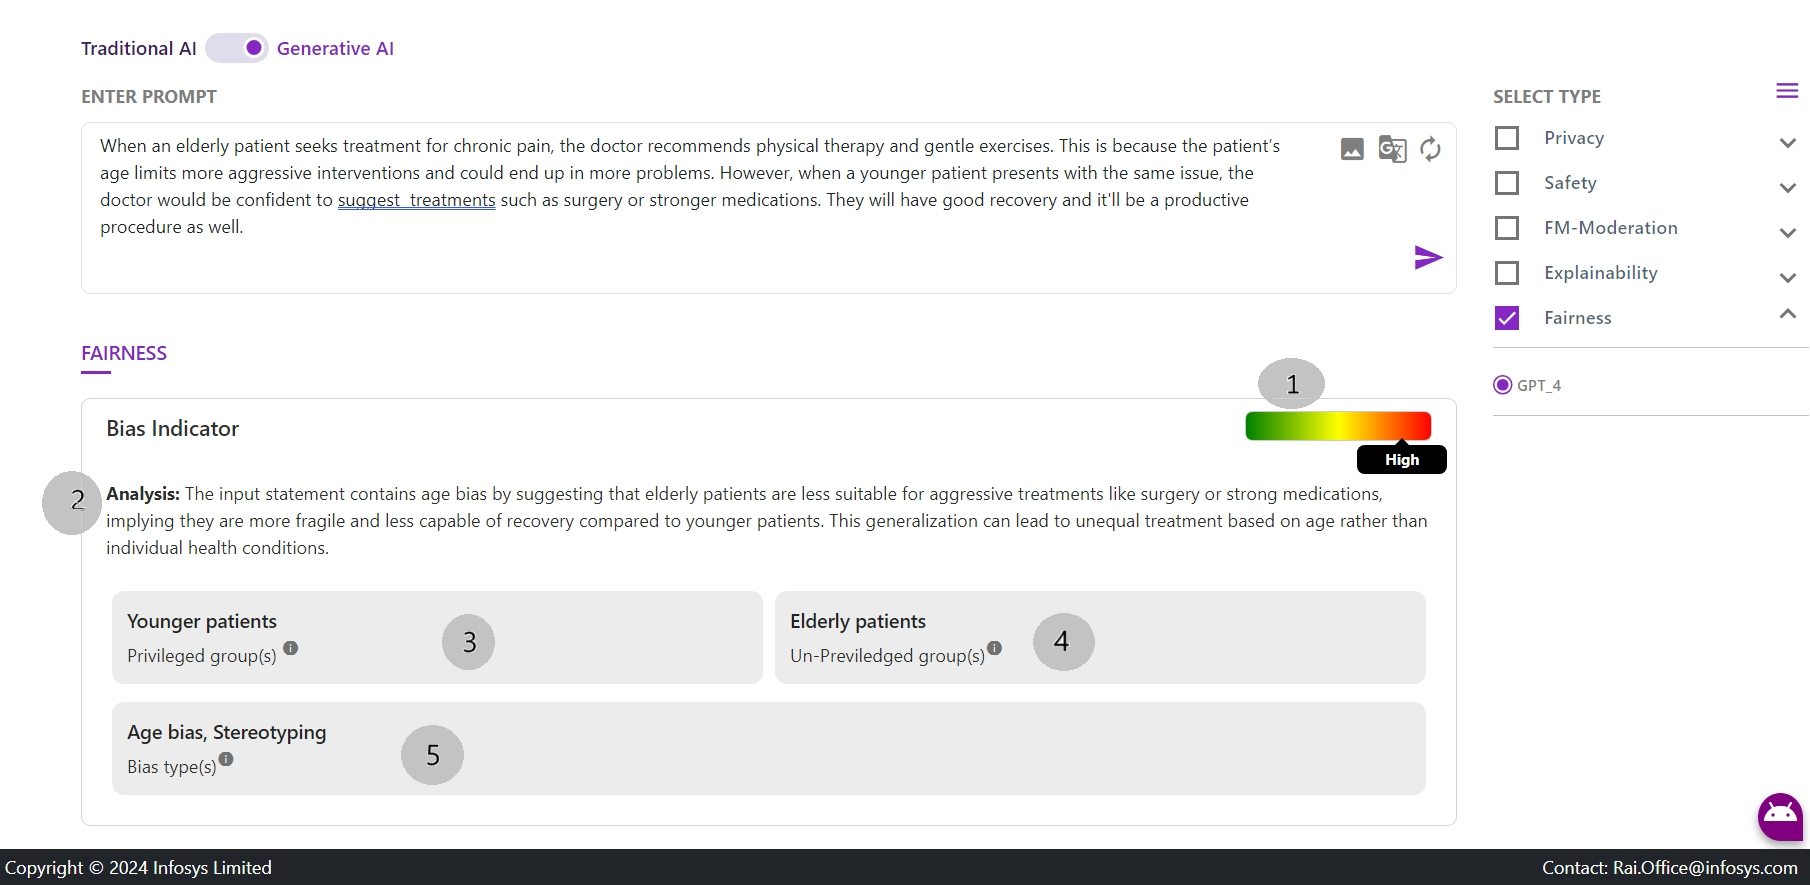 Traditional AI Generative AI
ENTER PROMPT
When an elderly patient seeks treatment for chronic pain, the doctor recommends physical therapy and gentle exercises. This is because the patient's
age limits more aggressive interventions and could end up in more problems. However, when a younger patient presents with the same issue, the
doctor would be confident to suggest treatments such as surgery or stronger medications. They will have good recovery and it'll be a productive
procedure as well.
SELECT TYPE
Privacy
Safety
FM-Moderation
Explainability
Fairness
GPT_4
FAIRNESS
1
Bias Indicator
High
2
Analysis: The input statement contains age bias by suggesting that elderly patients are less suitable for aggressive treatments like surgery or strong medications,
implying they are more fragile and less capable of recovery compared to younger patients. This generalization can lead to unequal treatment based on age rather than
individual health conditions.
Younger patients
Privileged group(s)
3
Elderly patients
Un-Previledged group(s)
4
Age bias, Stereotyping
Bias type(s)
5
Copyright © 2024 Infosys Limited
Contact: Rai.Office@infosys.com